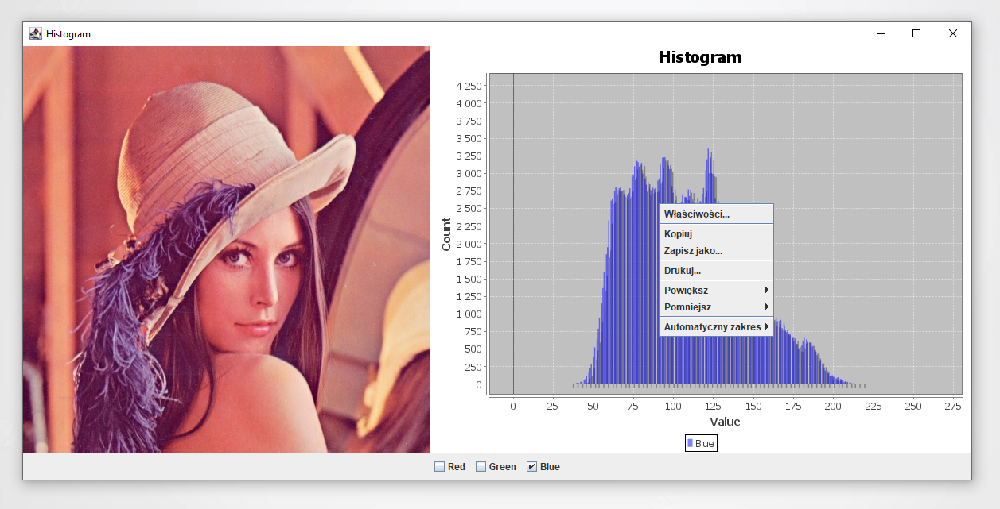 Histogram
Histogram
4 250
4 000
3 750
3 500
3 250
3 000
2 750
2 500
2 250
2 000
1 750
1 500
1 250
1 000
750
500
250
0
Count
Właściwości...
Kopiuj
Zapisz jako...
Drukuj...
Powiększ
Pomniejsz
Automatyczny zakres
0 25 50 75 100 125 150 175 200 225 250 275
Value
Blue
Red Green Blue